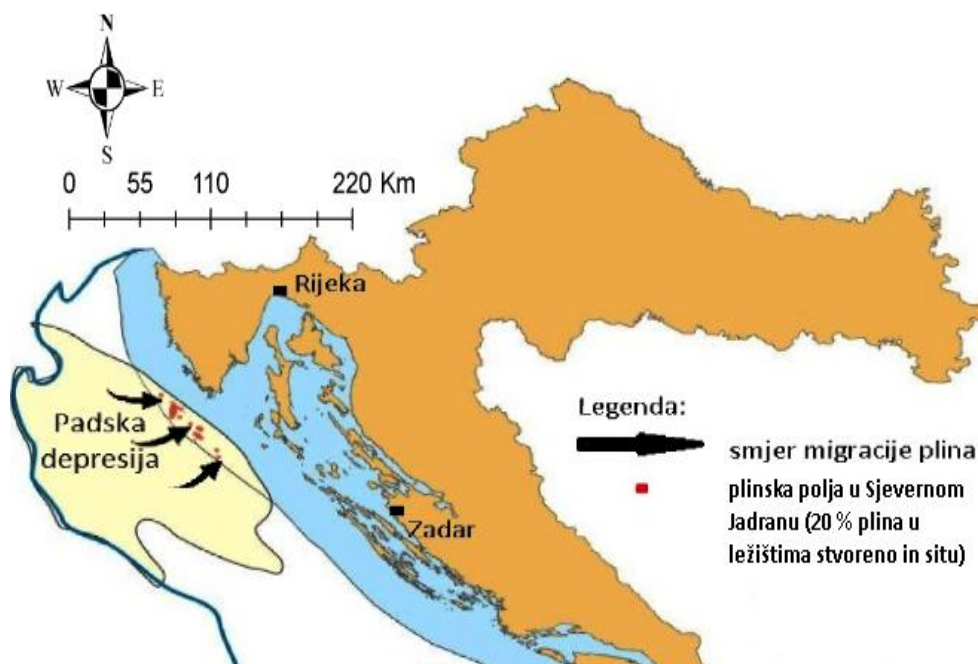 N
W E
S
0 55 110 220 Km
Rijeka
Padska
depresija
Zadar
Legenda:
smjer migracije plina
plinska polja u Sjevernom
Jadranu (20 % plina u
ležištima stvoreno in situ)